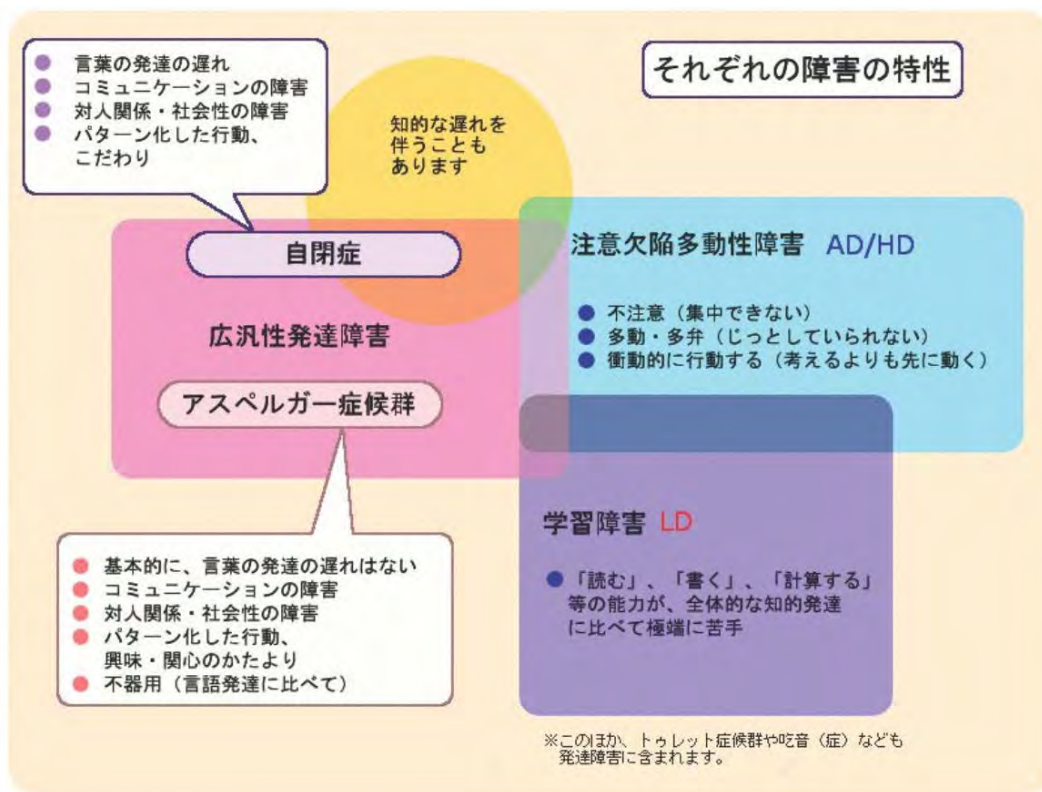 それぞれの障害の特性
● 言葉の発達の遅れ
● コミュニケーションの障害
● 対人関係・社会性の障害
● パターン化した行動、
こだわり
知的な遅れを
伴うことも
あります
自閉症
広汎性発達障害
アスペルガー症候群
● 基本的に、言葉の発達の遅れはない
● コミュニケーションの障害
● 対人関係・社会性の障害
● パターン化した行動、
興味・関心のかたより
● 不器用（言語発達に比べて）
注意欠陥多動性障害 AD/HD
● 不注意（集中できない）
● 多動・多弁（じっとしていられない）
● 衝動的に行動する（考えるよりも先に動く）
学習障害 LD
● 「読む」、「書く」、「計算する」
等の能力が、全体的な知的発達
に比べて極端に苦手
※このほか、トゥレット症候群や吃音（症）なども
発達障害に含まれます。